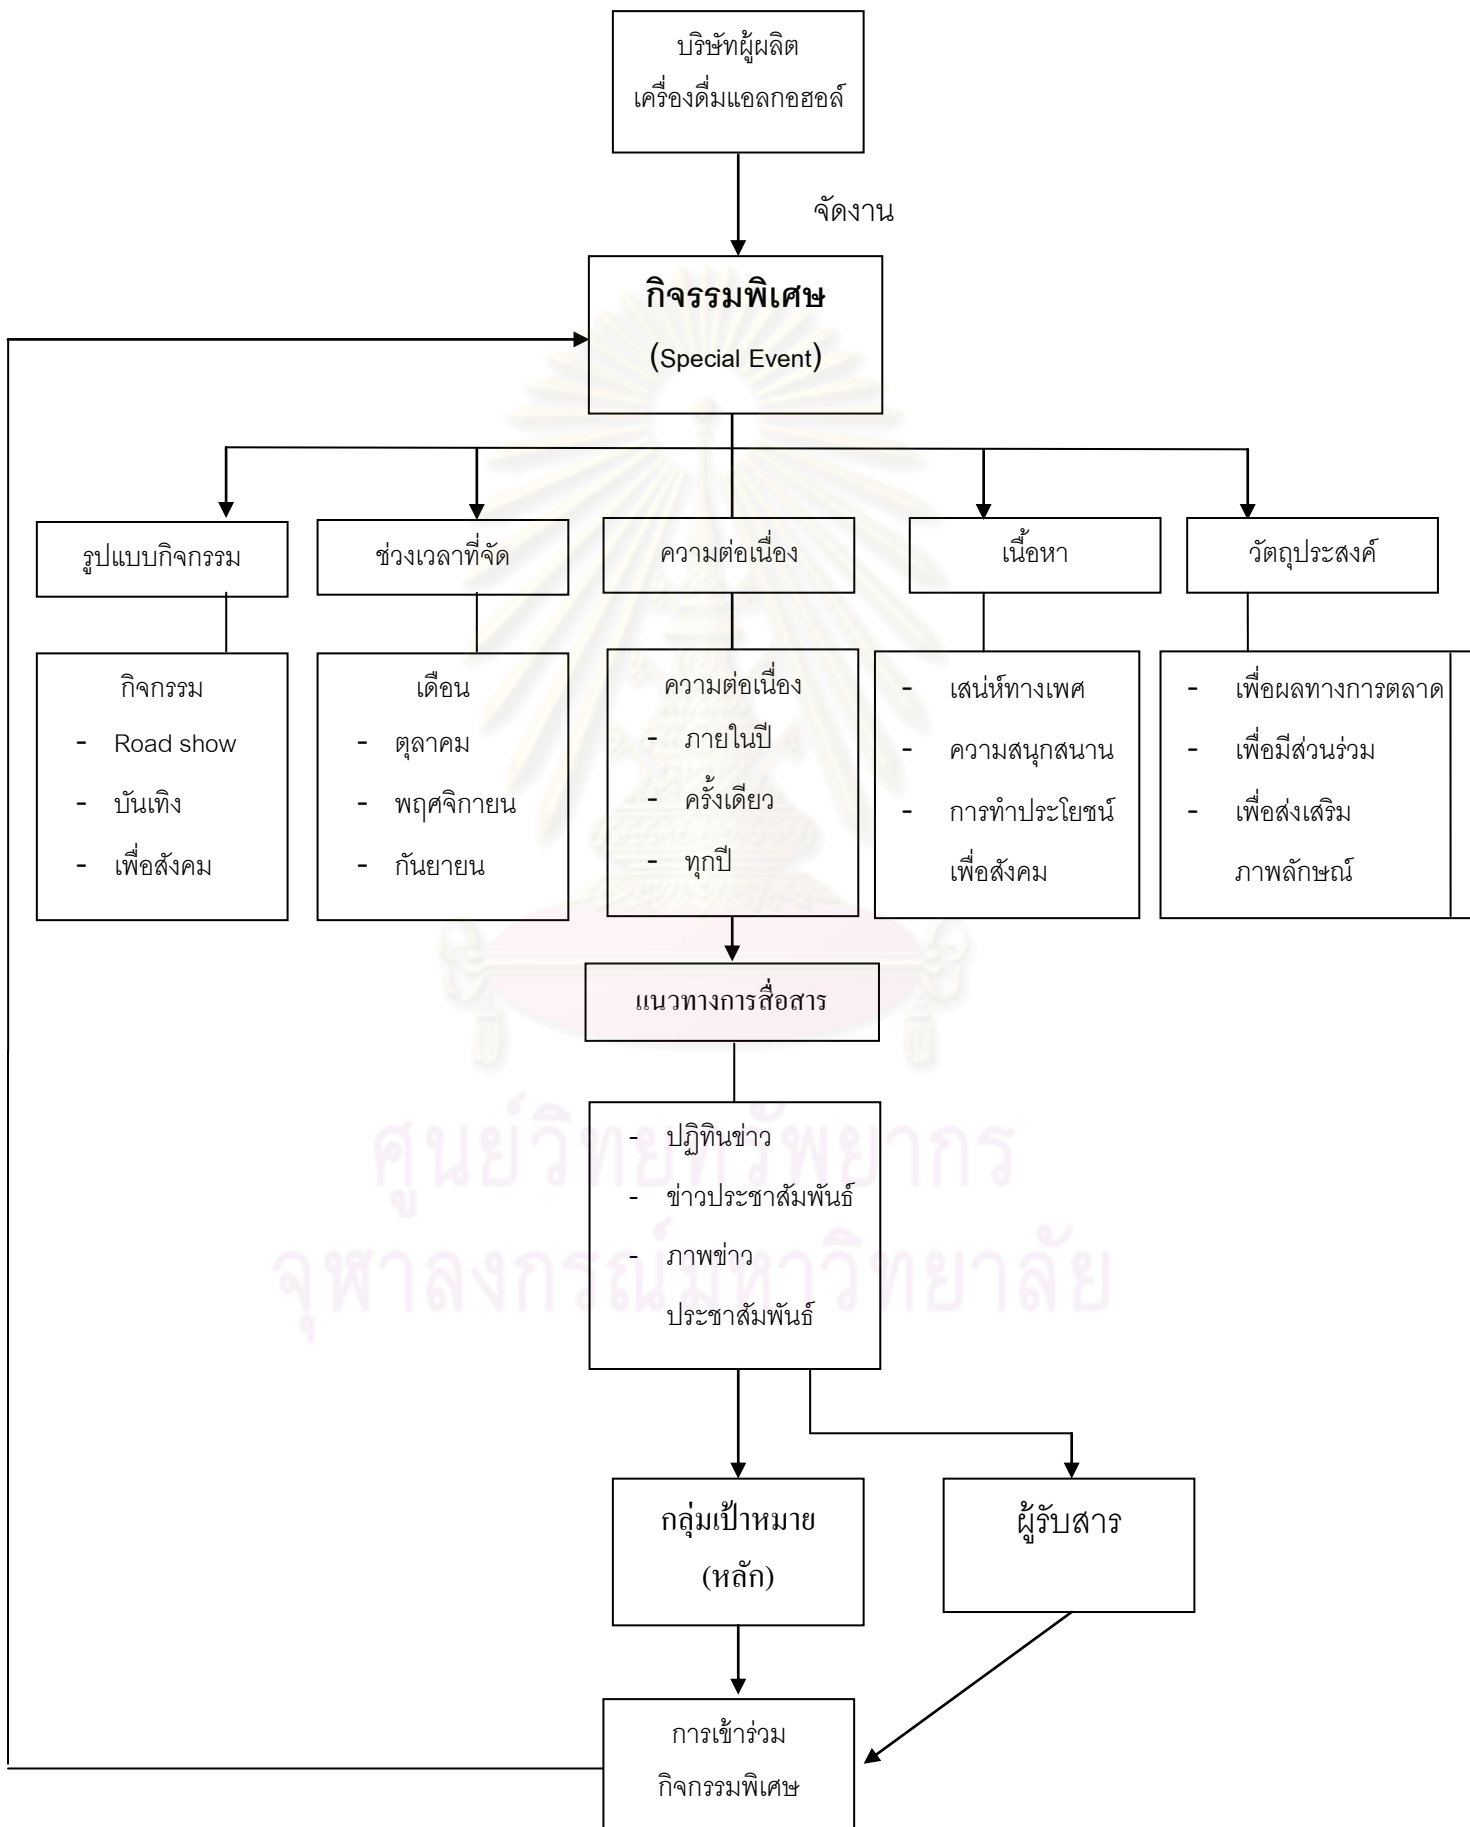 บริษัทผู้ผลิต
เครื่องดื่มแอลกอฮอล์
จัดงาน
กิจรรมพิเศษ
(Special Event)
รูปแบบกิจกรรม
ช่วงเวลาที่จัด
ความต่อเนื่อง
เนื้อหา
วัตถุประสงค์
กิจกรรม
- Road show
- บันเทิง
- เพื่อสังคม
เดือน
- ตุลาคม
- พฤศจิกายน
- กันยายน
ความต่อเนื่อง
- ภายในปี
- ครั้งเดียว
- ทุกปี
- เสน่ห์ทางเพศ
- ความสนุกสนาน
- การทำประโยชน์
เพื่อสังคม
- เพื่อผลทางการตลาด
- เพื่อมีส่วนร่วม
- เพื่อส่งเสริม
ภาพลักษณ์
แนวทางการสื่อสาร
- ปฏิทินข่าว
- ข่าวประชาสัมพันธ์
- ภาพข่าว
ประชาสัมพันธ์
ศูนย์วิทยทรัพยากร
จุฬาลงกรณ์มหาวิทยาลัย
กลุ่มเป้าหมาย
(หลัก)
ผู้รับสาร
การเข้าร่วม
กิจกรรมพิเศษ